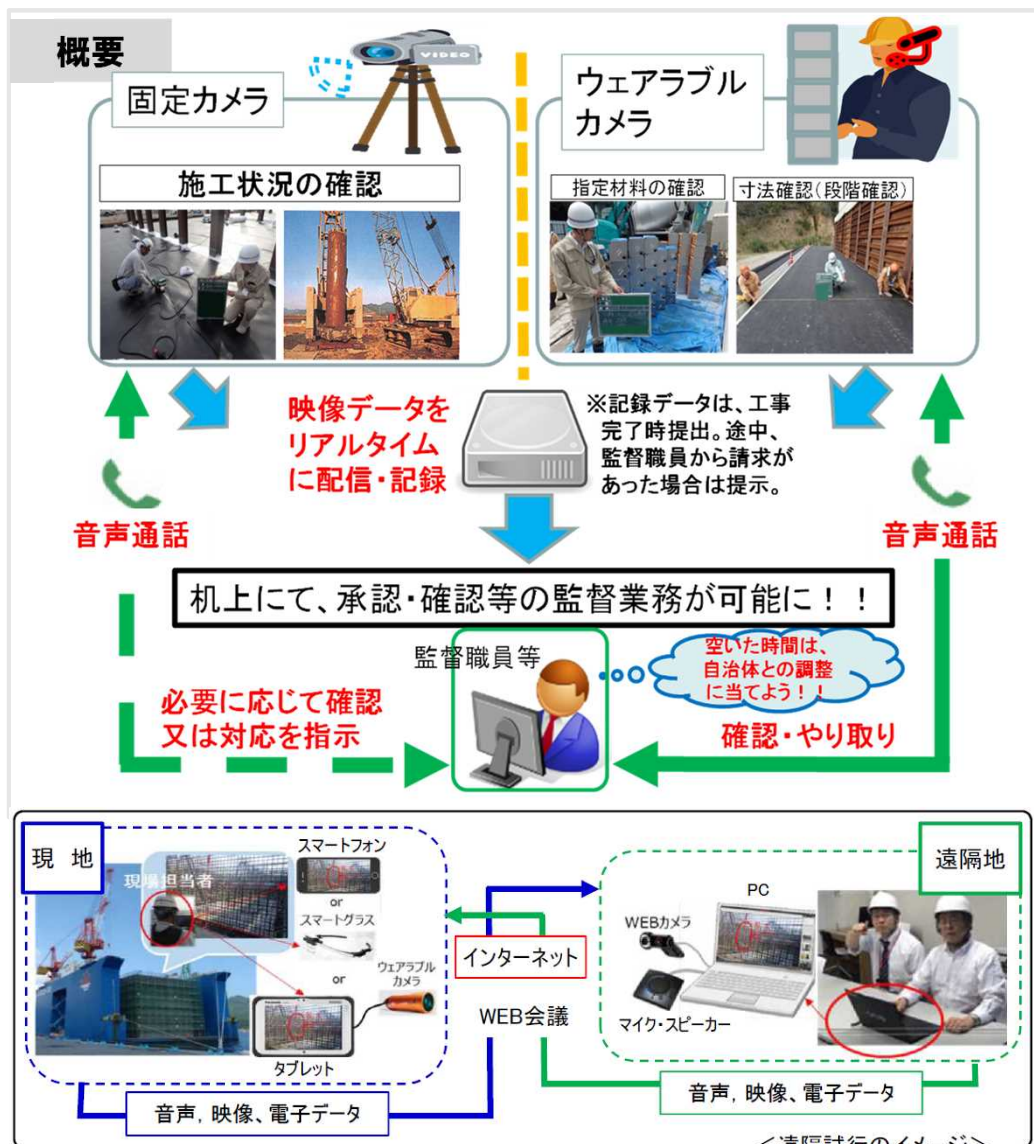 概要
固定カメラ
VIDEO
ウェアラブル
カメラ
施工状況の確認
指定材料の確認
寸法確認(段階確認)
映像データを
リアルタイム
に配信・記録
※記録データは、工事
完了時提出。途中、
監督職員から請求が
あった場合は提示。
音声通話
音声通話
机上にて、承認・確認等の監督業務が可能に!!
監督職員等
空いた時間は、
自治体との調整
に当てよう!!
必要に応じて確認
又は対応を指示
確認・やり取り
現 地
現場担当者
スマートフォン
or
スマートグラス
or
ウェアラブル
カメラ
タブレット
音声,映像、電子データ
インターネット
WEB会議
遠隔地
PC
WEBカメラ
マイク・スピーカー
音声,映像、電子データ
<遠隔試行のイメージ>